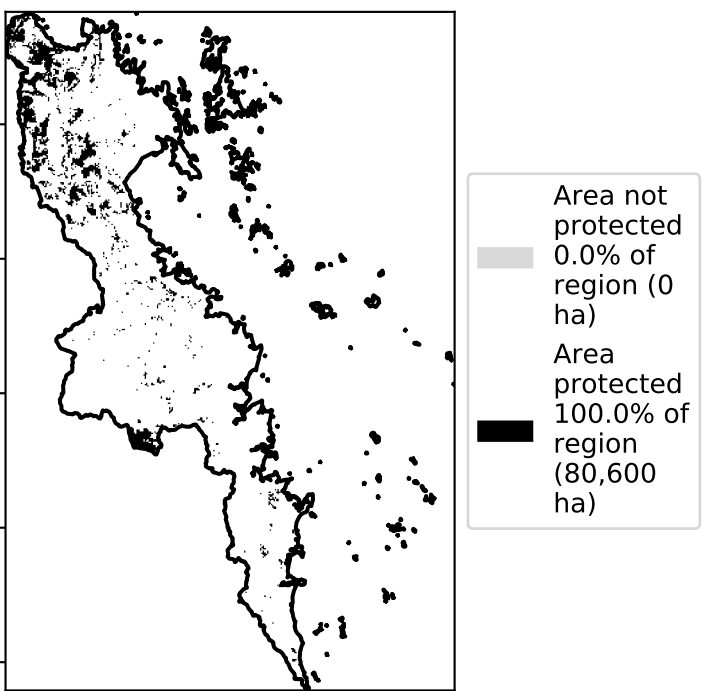 Area not
protected
0.0% of
region (0
ha)
Area
protected
100.0% of
region
(80,600
ha)